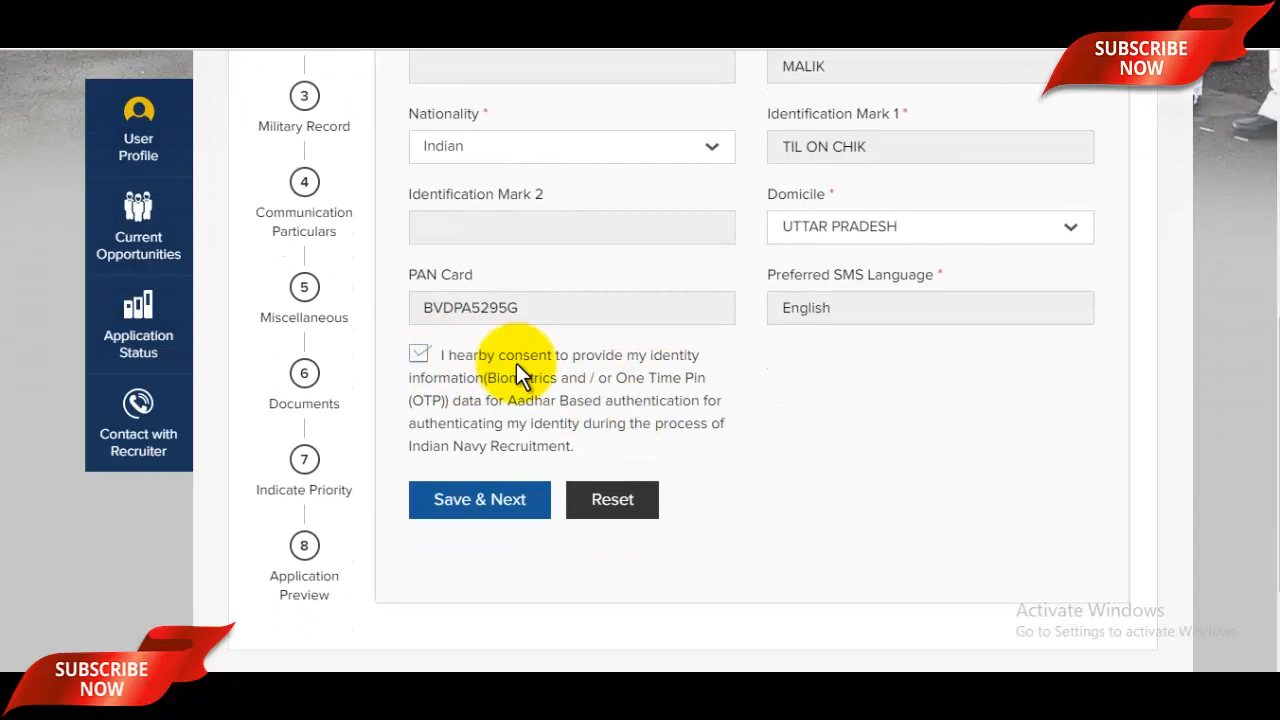 SUBSCRIBE
NOW
User
Profile
Current
Opportunities
Application
Status
Contact with
Recruiter
3
Military Record
4
Communication
Particulars
5
Miscellaneous
6
Documents
7
Indicate Priority
8
Application
Preview
MALIK
Nationality *
Indian
Identification Mark 1 *
TIL ON CHIK
Identification Mark 2
Domicile *
UTTAR PRADESH
PAN Card
BVDPA5295G
Preferred SMS Language *
English
I hearby consent to provide my identity
information(Biometrics and / or One Time Pin
(OTP)) data for Aadhar Based authentication for
authenticating my identity during the process of
Indian Navy Recruitment.
Save & Next
Reset
Activate Windows
Go to Settings to activate Windows
SUBSCRIBE
NOW